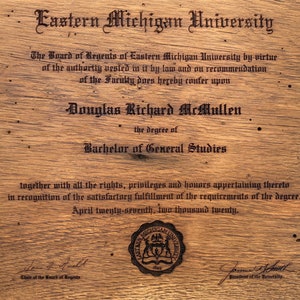 Eastern Michigan University
The Board of Regents of Eastern Michigan University by virtue
of the authority vested in it by law and on recommendation
of the Faculty does hereby confer upon
Douglas Richard McMullen
the degree of
Bachelor of General Studies
together with all the rights, privileges and honors appertaining thereto
in recognition of the satisfactory fulfillment of the requirements of the degree
April twenty-seventh, two thousand twenty.
Chair of the Board of Regents
President of the University